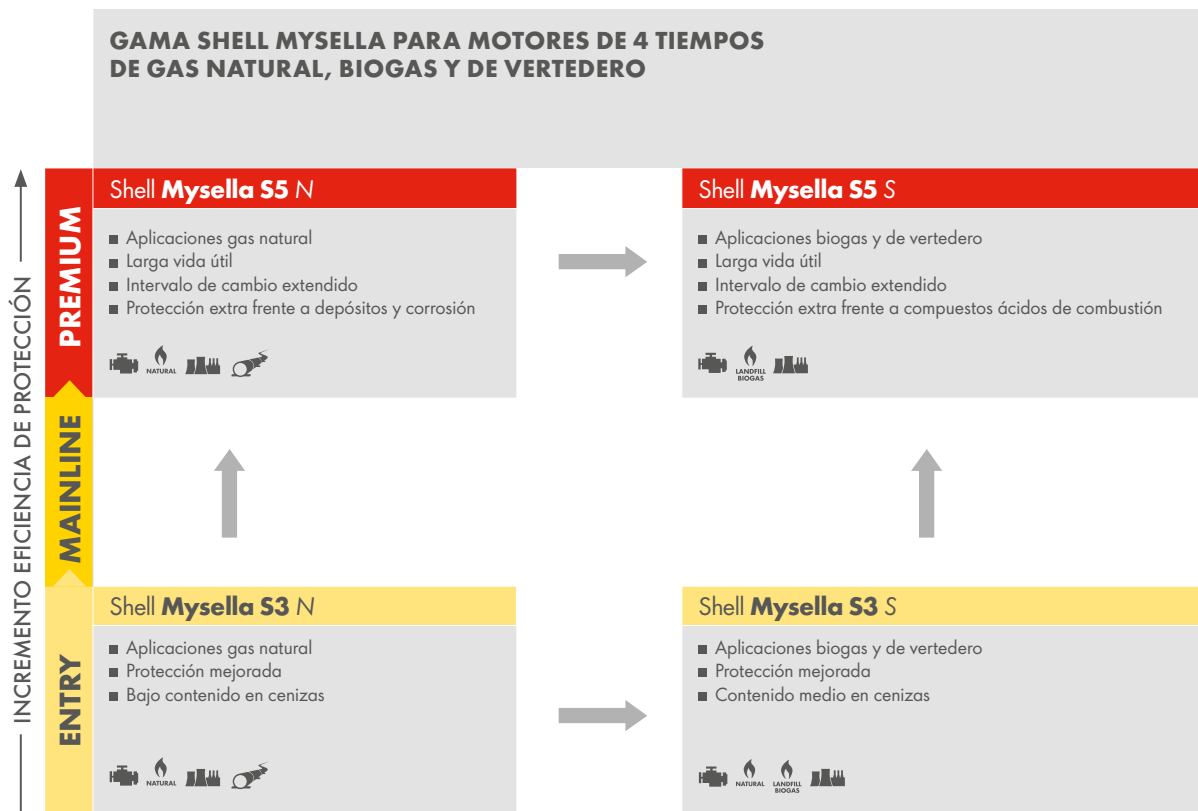 GAMA SHELL MYSELLA PARA MOTORES DE 4 TIEMPOS
DE GAS NATURAL, BIOGAS Y DE VERTEDERO
INCREMENTO EFICIENCIA DE PROTECCIÓN
PREMIUM
MAINLINE
ENTRY
Shell Mysella S5 N
Aplicaciones gas natural
Larga vida útil
Intervalo de cambio extendido
Protección extra frente a depósitos y corrosión
NATURAL
Shell Mysella S5 S
Aplicaciones biogas y de vertedero
Larga vida útil
Intervalo de cambio extendido
Protección extra frente a compuestos ácidos de combustión
LANDFILL
BIOGAS
Shell Mysella S3 N
Aplicaciones gas natural
Protección mejorada
Bajo contenido en cenizas
NATURAL
Shell Mysella S3 S
Aplicaciones biogas y de vertedero
Protección mejorada
Contenido medio en cenizas
NATURAL
LANDFILL
BIOGAS